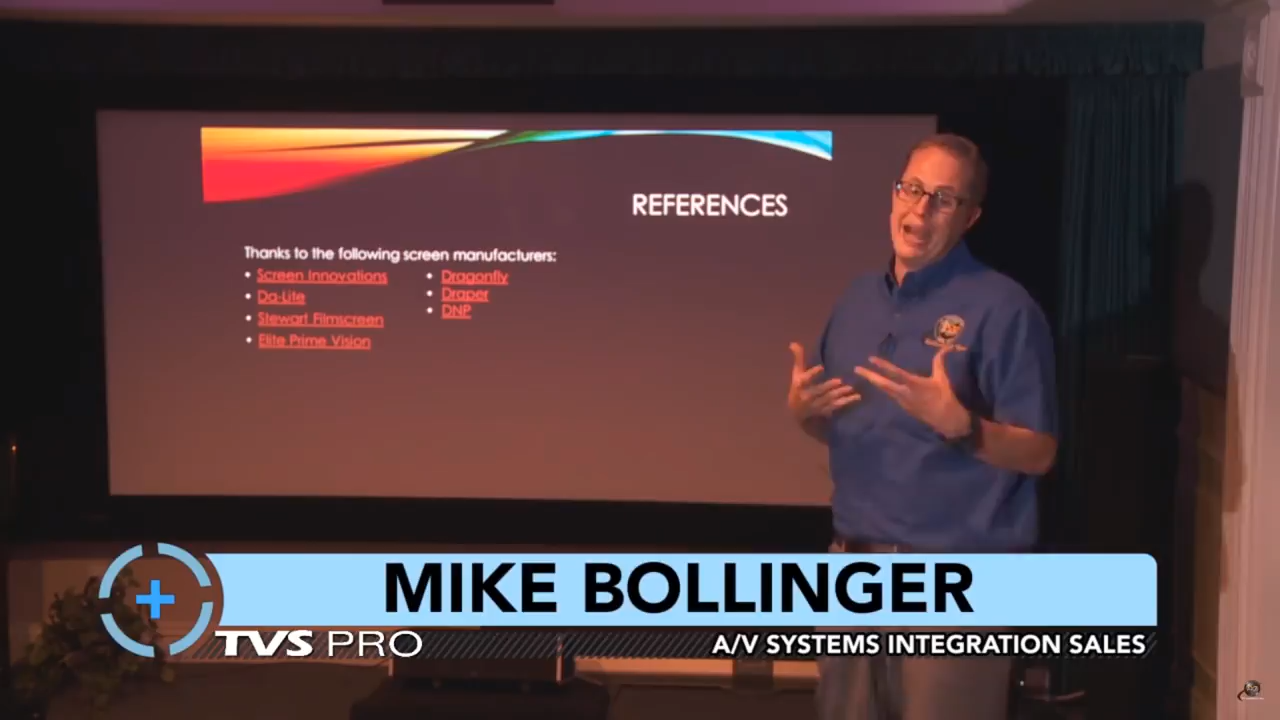 REFERENCES
Thanks to the following screen manufacturers:
• Screen Innovations
• Da-Lite
• Stewart Filmscreen
• Elite Prime Vision
• Dragonfly
• Draper
• DNP
MIKE BOLLINGER
TVS PRO
A/V SYSTEMS INTEGRATION SALES